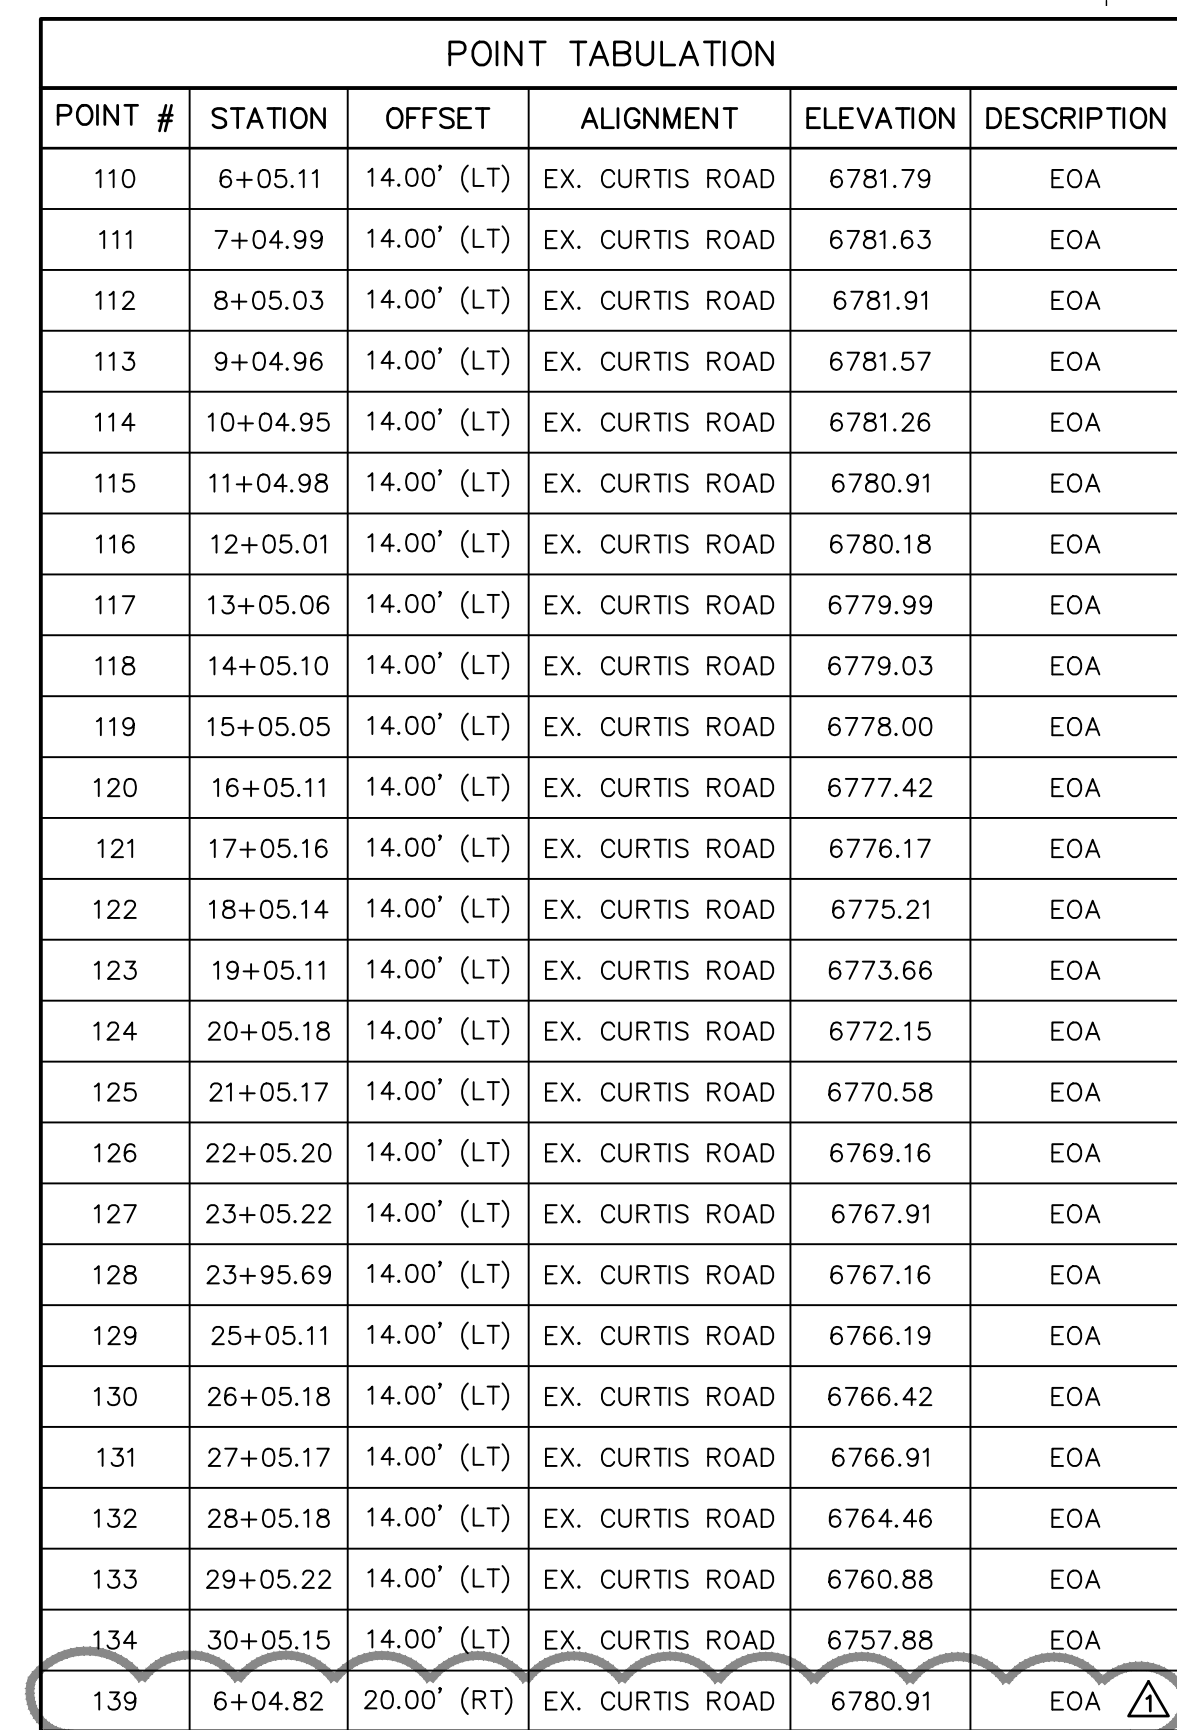 POINT TABULATION
POINT # STATION OFFSET ALIGNMENT ELEVATION DESCRIPTION
110 6+05.11 14.00' (LT) EX. CURTIS ROAD 6781.79 EOA
111 7+04.99 14.00' (LT) EX. CURTIS ROAD 6781.63 EOA
112 8+05.03 14.00' (LT) EX. CURTIS ROAD 6781.91 EOA
113 9+04.96 14.00' (LT) EX. CURTIS ROAD 6781.57 EOA
114 10+04.95 14.00' (LT) EX. CURTIS ROAD 6781.26 EOA
115 11+04.98 14.00' (LT) EX. CURTIS ROAD 6780.91 EOA
116 12+05.01 14.00' (LT) EX. CURTIS ROAD 6780.18 EOA
117 13+05.06 14.00' (LT) EX. CURTIS ROAD 6779.99 EOA
118 14+05.10 14.00' (LT) EX. CURTIS ROAD 6779.03 EOA
119 15+05.05 14.00' (LT) EX. CURTIS ROAD 6778.00 EOA
120 16+05.11 14.00' (LT) EX. CURTIS ROAD 6777.42 EOA
121 17+05.16 14.00' (LT) EX. CURTIS ROAD 6776.17 EOA
122 18+05.14 14.00' (LT) EX. CURTIS ROAD 6775.21 EOA
123 19+05.11 14.00' (LT) EX. CURTIS ROAD 6773.66 EOA
124 20+05.18 14.00' (LT) EX. CURTIS ROAD 6772.15 EOA
125 21+05.17 14.00' (LT) EX. CURTIS ROAD 6770.58 EOA
126 22+05.20 14.00' (LT) EX. CURTIS ROAD 6769.16 EOA
127 23+05.22 14.00' (LT) EX. CURTIS ROAD 6767.91 EOA
128 23+95.69 14.00' (LT) EX. CURTIS ROAD 6767.16 EOA
129 25+05.11 14.00' (LT) EX. CURTIS ROAD 6766.19 EOA
130 26+05.18 14.00' (LT) EX. CURTIS ROAD 6766.42 EOA
131 27+05.17 14.00' (LT) EX. CURTIS ROAD 6766.91 EOA
132 28+05.18 14.00' (LT) EX. CURTIS ROAD 6764.46 EOA
133 29+05.22 14.00' (LT) EX. CURTIS ROAD 6760.88 EOA
134 30+05.15 14.00' (LT) EX. CURTIS ROAD 6757.88 EOA
139 6+04.82 20.00' (RT) EX. CURTIS ROAD 6780.91 EOA 1